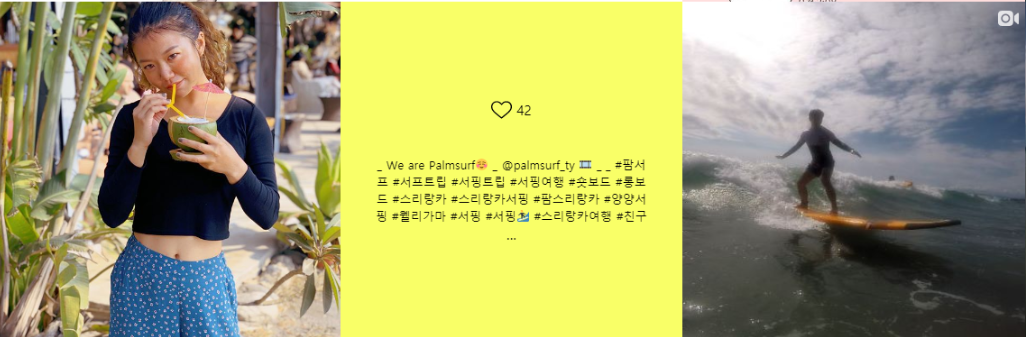 42
_ We are Palmsurf🥵 _ @palmsurf_ty 🎞 _ _ #팜서
프 #서프트립 #서핑트립 #서핑여행 #숏보드 #롱보
드 #스리랑카 #스리랑카서핑 #팜스리랑카 #양양서
핑 #웰리가마 #서핑 #서핑🏄 #스리랑카여행 #친구
...